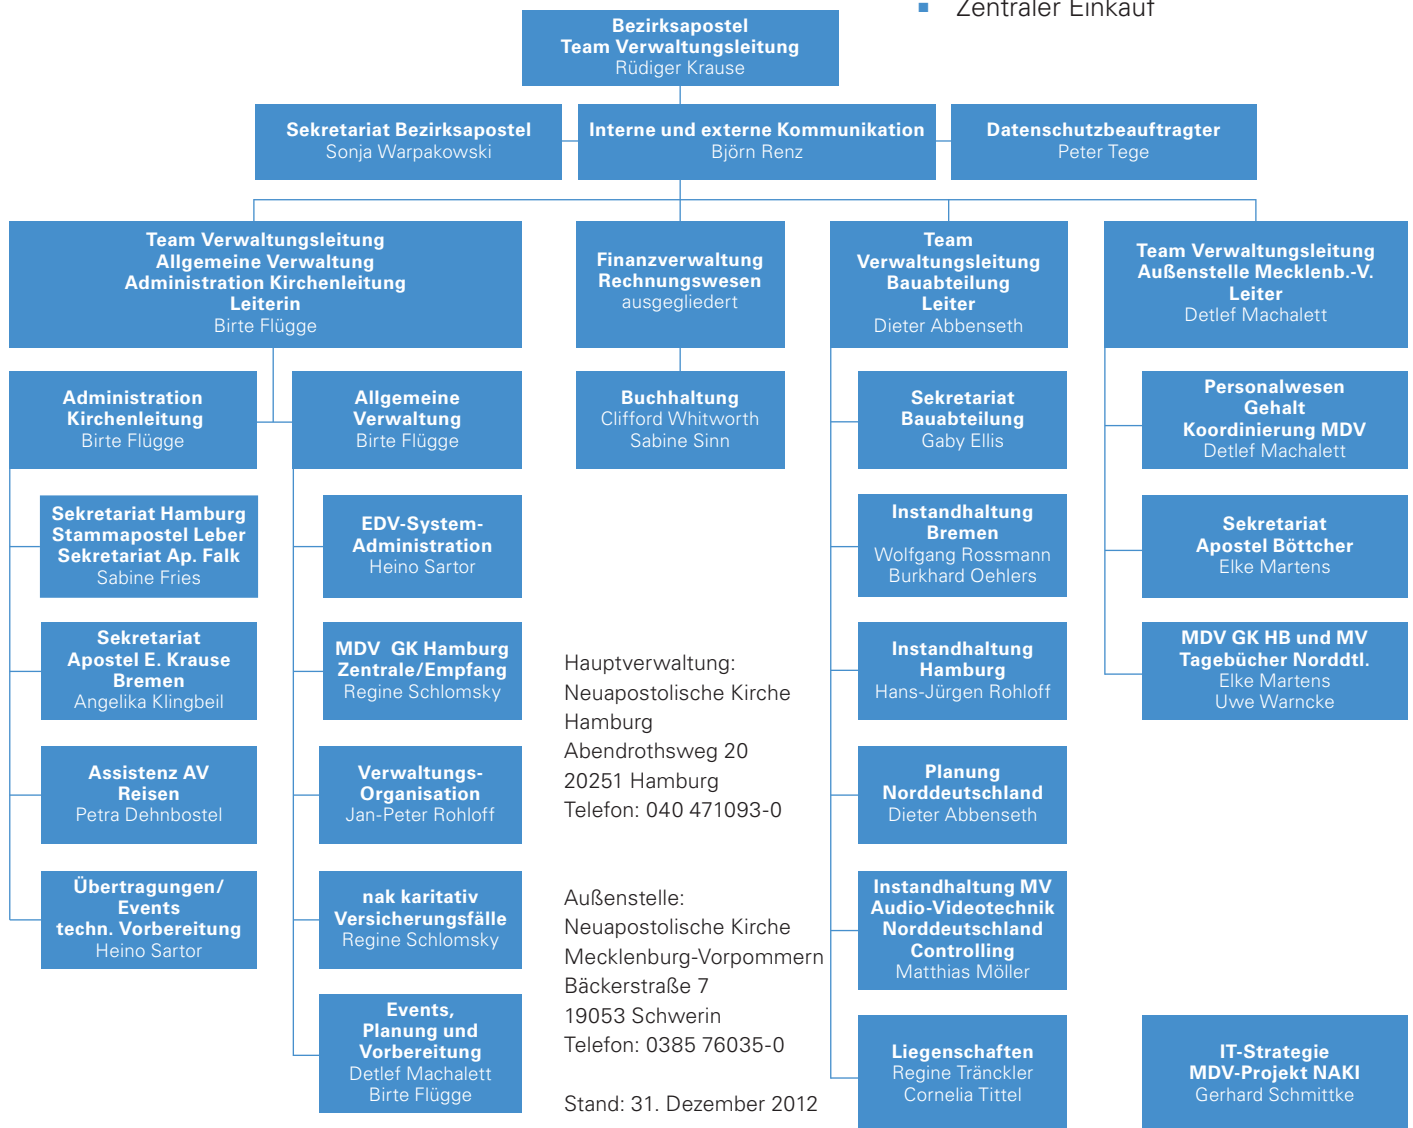 Zentraler Einkauf
Bezirksapostel
Team Verwaltungsleitung
Rüdiger Krause
Sekretariat Bezirksapostel
Sonja Warpakowski
Interne und externe Kommunikation
Björn Renz
Datenschutzbeauftragter
Peter Tege
Team Verwaltungsleitung
Allgemeine Verwaltung
Administration Kirchenleitung
Leiterin
Birte Flügge
Finanzverwaltung
Rechnungswesen
ausgegliedert
Team
Verwaltungsleitung
Bauabteilung
Leiter
Dieter Abbenseth
Team Verwaltungsleitung
Außenstelle Mecklenb.-V.
Leiter
Detlef Machalett
Administration
Kirchenleitung
Birte Flügge
Allgemeine
Verwaltung
Birte Flügge
Buchhaltung
Clifford Whitworth
Sabine Sinn
Sekretariat
Bauabteilung
Gaby Ellis
Personalwesen
Gehalt
Koordinierung MDV
Detlef Machalett
Sekretariat Hamburg
Stammapostel Leber
Sekretariat Ap. Falk
Sabine Fries
EDV-System-
Administration
Heino Sartor
Instandhaltung
Bremen
Wolfgang Rossmann
Burkhard Oehlers
Sekretariat
Apostel Böttcher
Elke Martens
Sekretariat
Apostel E. Krause
Bremen
Angelika Klingbeil
MDV GK Hamburg
Zentrale/Empfang
Regine Schlomsky
Instandhaltung
Hamburg
Hans-Jürgen Rohloff
MDV GK HB und MV
Tagebücher Norddtl.
Elke Martens
Uwe Warncke
Assistenz AV
Reisen
Petra Dehnbostel
Verwaltungs-
Organisation
Jan-Peter Rohloff
Hauptverwaltung:
Neuapostolische Kirche
Hamburg
Abendrothsweg 20
20251 Hamburg
Telefon: 040 471093-0
Planung
Norddeutschland
Dieter Abbenseth
Übertragungen/
Events
techn. Vorbereitung
Heino Sartor
nak karitativ
Versicherungsfälle
Regine Schlomsky
Außenstelle:
Neuapostolische Kirche
Mecklenburg-Vorpommern
Bäckerstraße 7
19053 Schwerin
Telefon: 0385 76035-0
Instandhaltung MV
Audio-Videotechnik
Norddeutschland
Controlling
Matthias Möller
Events,
Planung und
Vorbereitung
Detlef Machalett
Birte Flügge
Stand: 31. Dezember 2012
Liegenschaften
Regine Tränckler
Cornelia Tittel
IT-Strategie
MDV-Projekt NAKI
Gerhard Schmittke